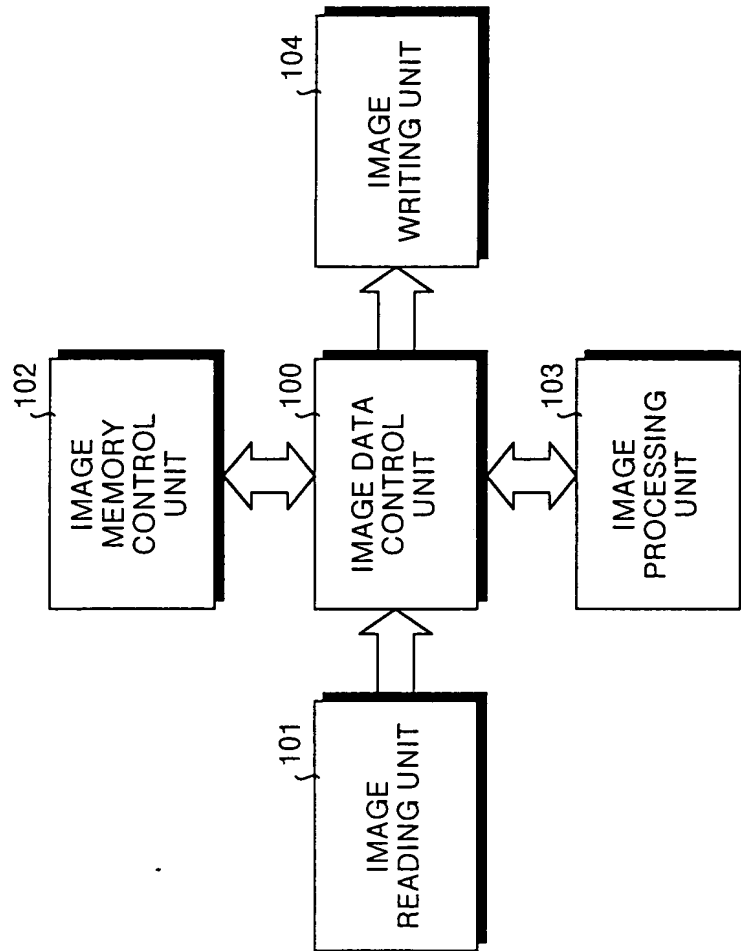 102
IMAGE
MEMORY
CONTROL
UNIT
101
IMAGE
READING UNIT
100
IMAGE DATA
CONTROL
UNIT
104
IMAGE
WRITING UNIT
103
IMAGE
PROCESSING
UNIT